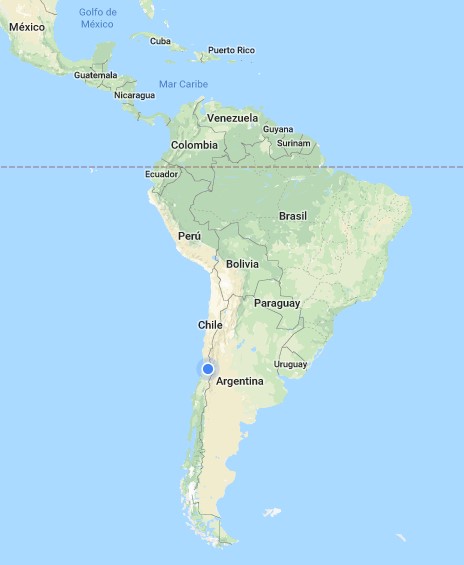 Golfo de
México
México
Cuba
Puerto Rico
Guatemala
Mar Caribe
Nicaragua
Venezuela
Guyana
Colombia
Surinam
Ecuador
Brasil
Perú
Bolivia
Paraguay
Chile
Uruguay
Argentina